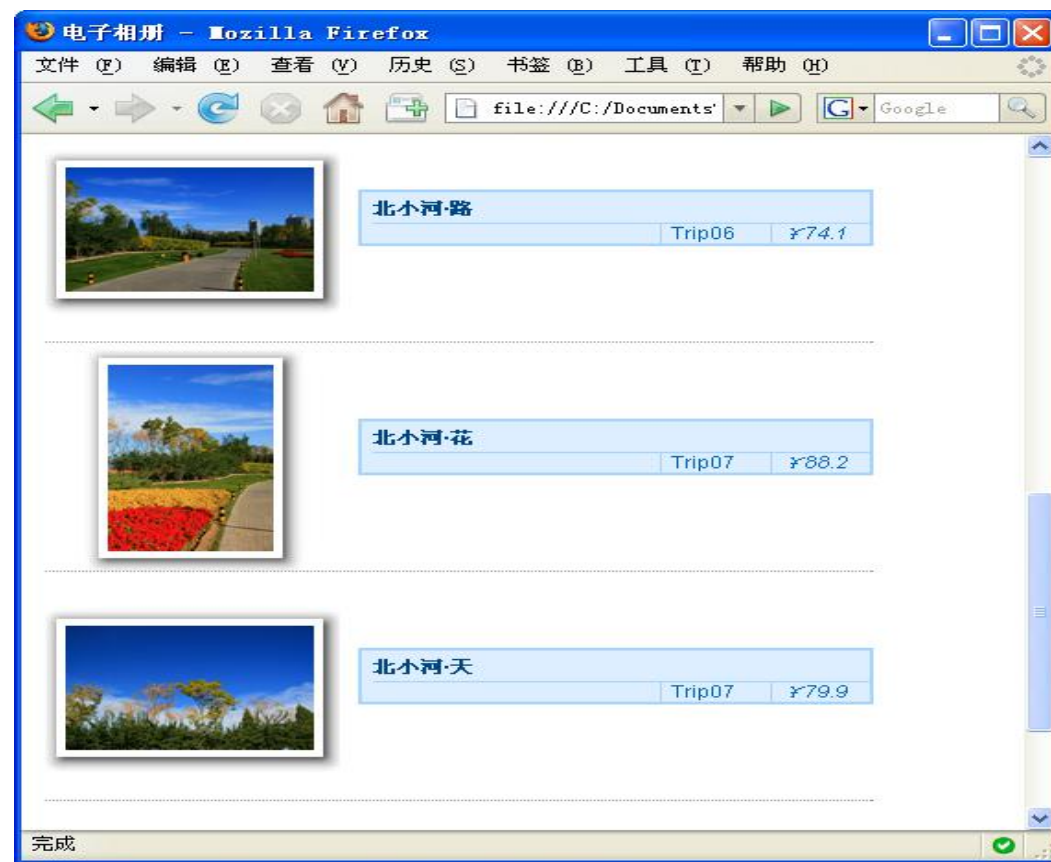 电子相册 - Mozilla Firefox
文件 (F) 编辑 (E) 查看 (V) 历史 (S) 书签 (B) 工具 (T) 帮助 (H)
file:///C:/Documents' G Google
北小河·路
Trip06 ¥74.1
北小河·花
Trip07 ¥88.2
北小河·天
Trip07 ¥79.9
完成